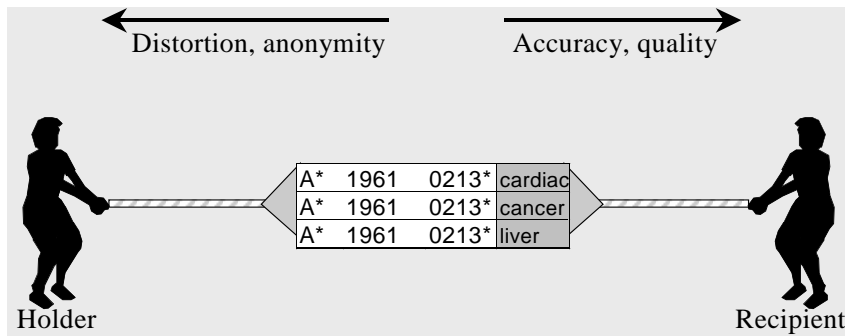 Distortion, anonymity
Accuracy, quality
A* 1961 0213* cardiac
A* 1961 0213* cancer
A* 1961 0213* liver
Holder
Recipient